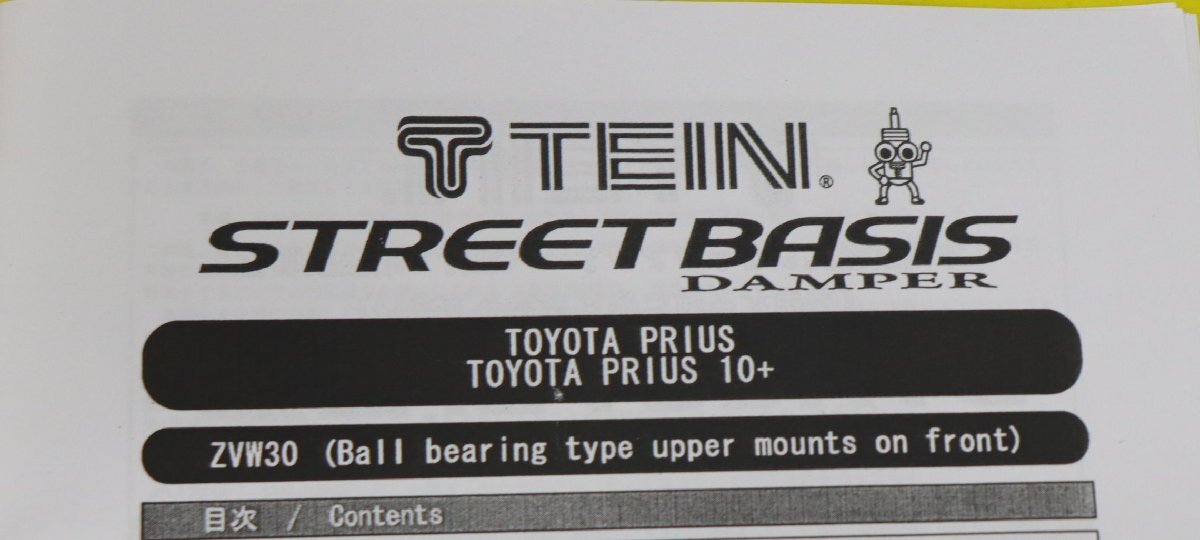 TEIN®
STREET BASIS
DAMPER
TOYOTA PRIUS
TOYOTA PRIUS 10+
ZVW30 (Ball bearing type upper mounts on front)
目次 / Contents